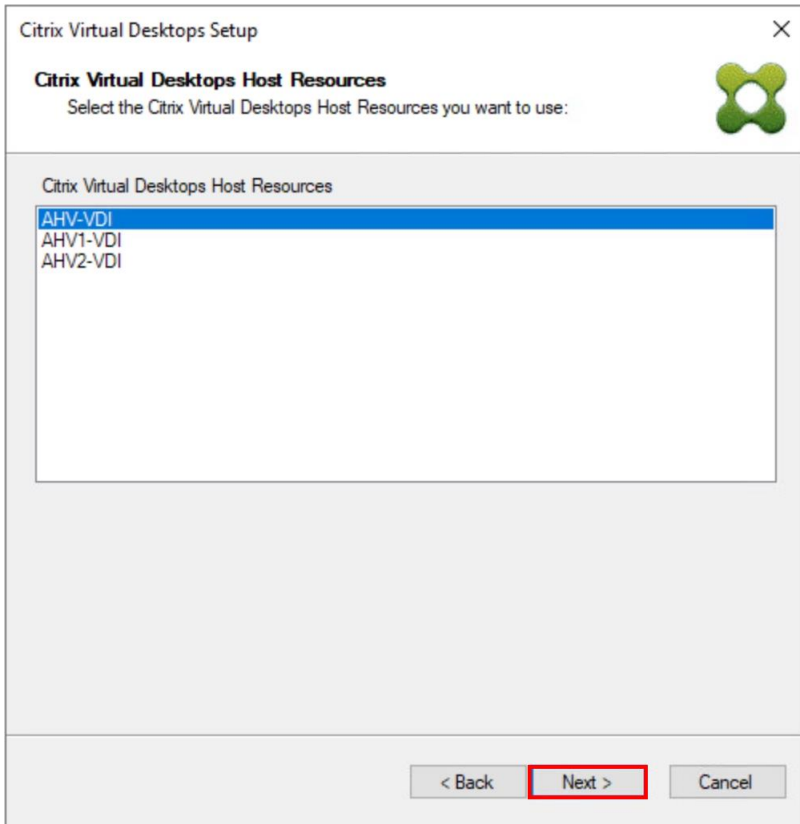 Citrix Virtual Desktops Setup
Citrix Virtual Desktops Host Resources
Select the Citrix Virtual Desktops Host Resources you want to use:
Citrix Virtual Desktops Host Resources
AHV-VDI
AHV1-VDI
AHV2-VDI
< Back
Next >
Cancel